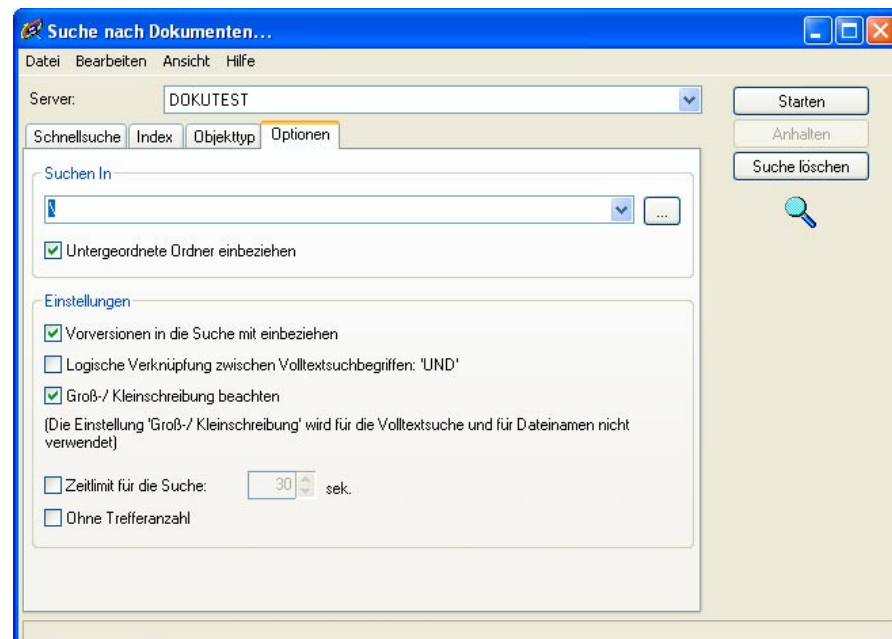 Suche nach Dokumenten...
Datei Bearbeiten Ansicht Hilfe
Server: DOKUTEST
Starten
Schnellsuche Index Objekttyp Optionen
Anhalten
Suche löschen
Suchen In
\ ...
Untergeordnete Ordner einbeziehen
Einstellungen
Vorversionen in die Suche mit einbeziehen
Logische Verknüpfung zwischen Volltextsuchbegriffen: 'UND'
Groß-/ Kleinschreibung beachten
(Die Einstellung 'Groß-/ Kleinschreibung' wird für die Volltextsuche und für Dateinamen nicht
verwendet)
Zeitlimit für die Suche: 30 sek.
Ohne Trefferanzahl